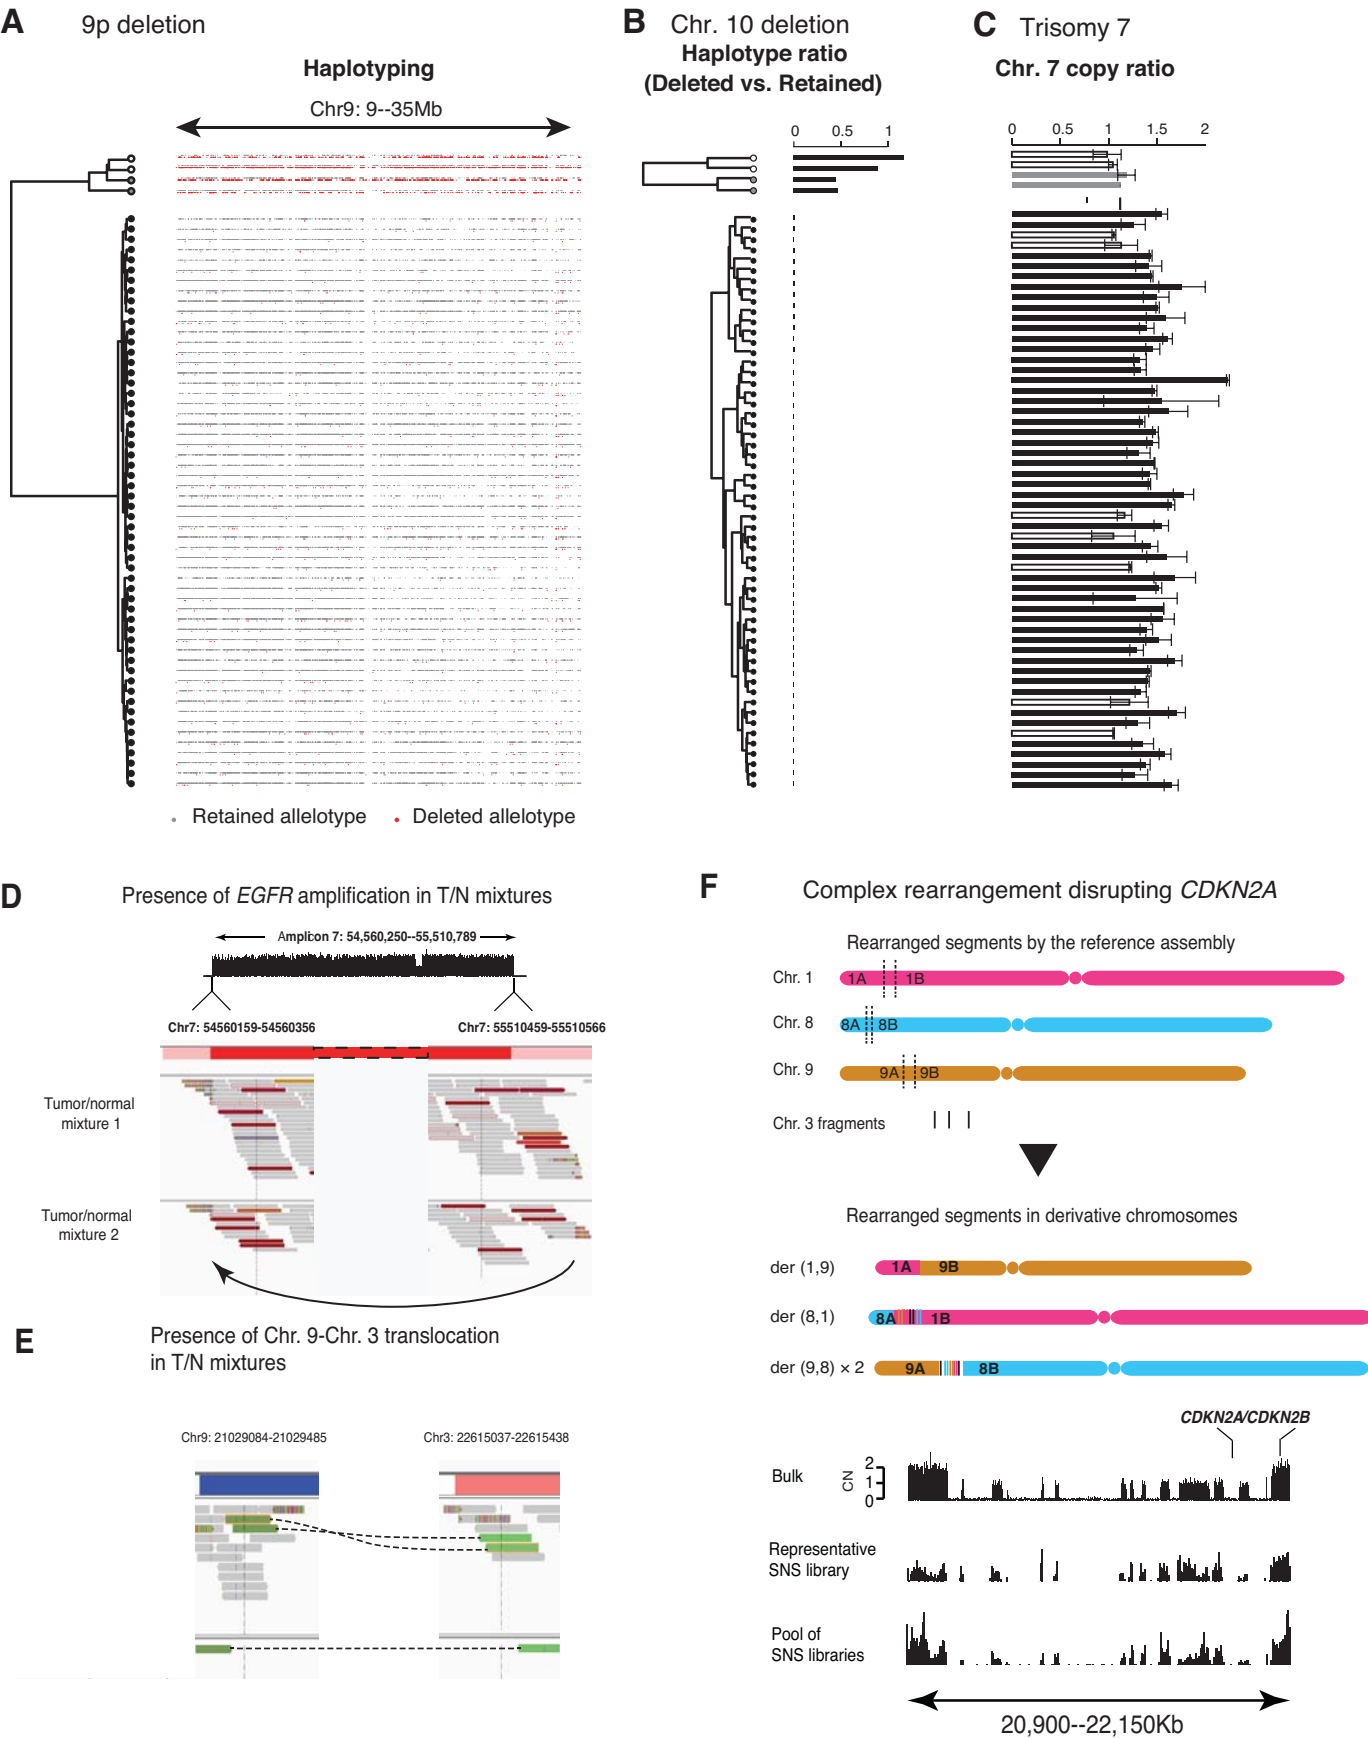 A 9p deletion
Haplotyping
Chr9: 9--35Mb
Retained allelotype
Deleted allelotype
B Chr. 10 deletion
Haplotype ratio
(Deleted vs. Retained)
0 0.5 1
C Trisomy 7
Chr. 7 copy ratio
0 0.5 1 1.5 2
D Presence of EGFR amplification in T/N mixtures
Amplicon 7: 54,560,250--55,510,789
Chr7: 54560159-54560356
Chr7: 55510459-55510566
Tumor/normal
mixture 1
Tumor/normal
mixture 2
E Presence of Chr. 9-Chr. 3 translocation
in T/N mixtures
Chr9: 21029084-21029485
Chr3: 22615037-22615438
F Complex rearrangement disrupting CDKN2A
Rearranged segments by the reference assembly
Chr. 1 1A 1B
Chr. 8 8A 8B
Chr. 9 9A 9B
Chr. 3 fragments
Rearranged segments in derivative chromosomes
der (1,9) 1A 9B
der (8,1) 8A 1B
der (9,8) × 2 9A 8B
CDKN2A/CDKN2B
Bulk
CN
2
1
0
Representative
SNS library
Pool of
SNS libraries
20,900--22,150Kb